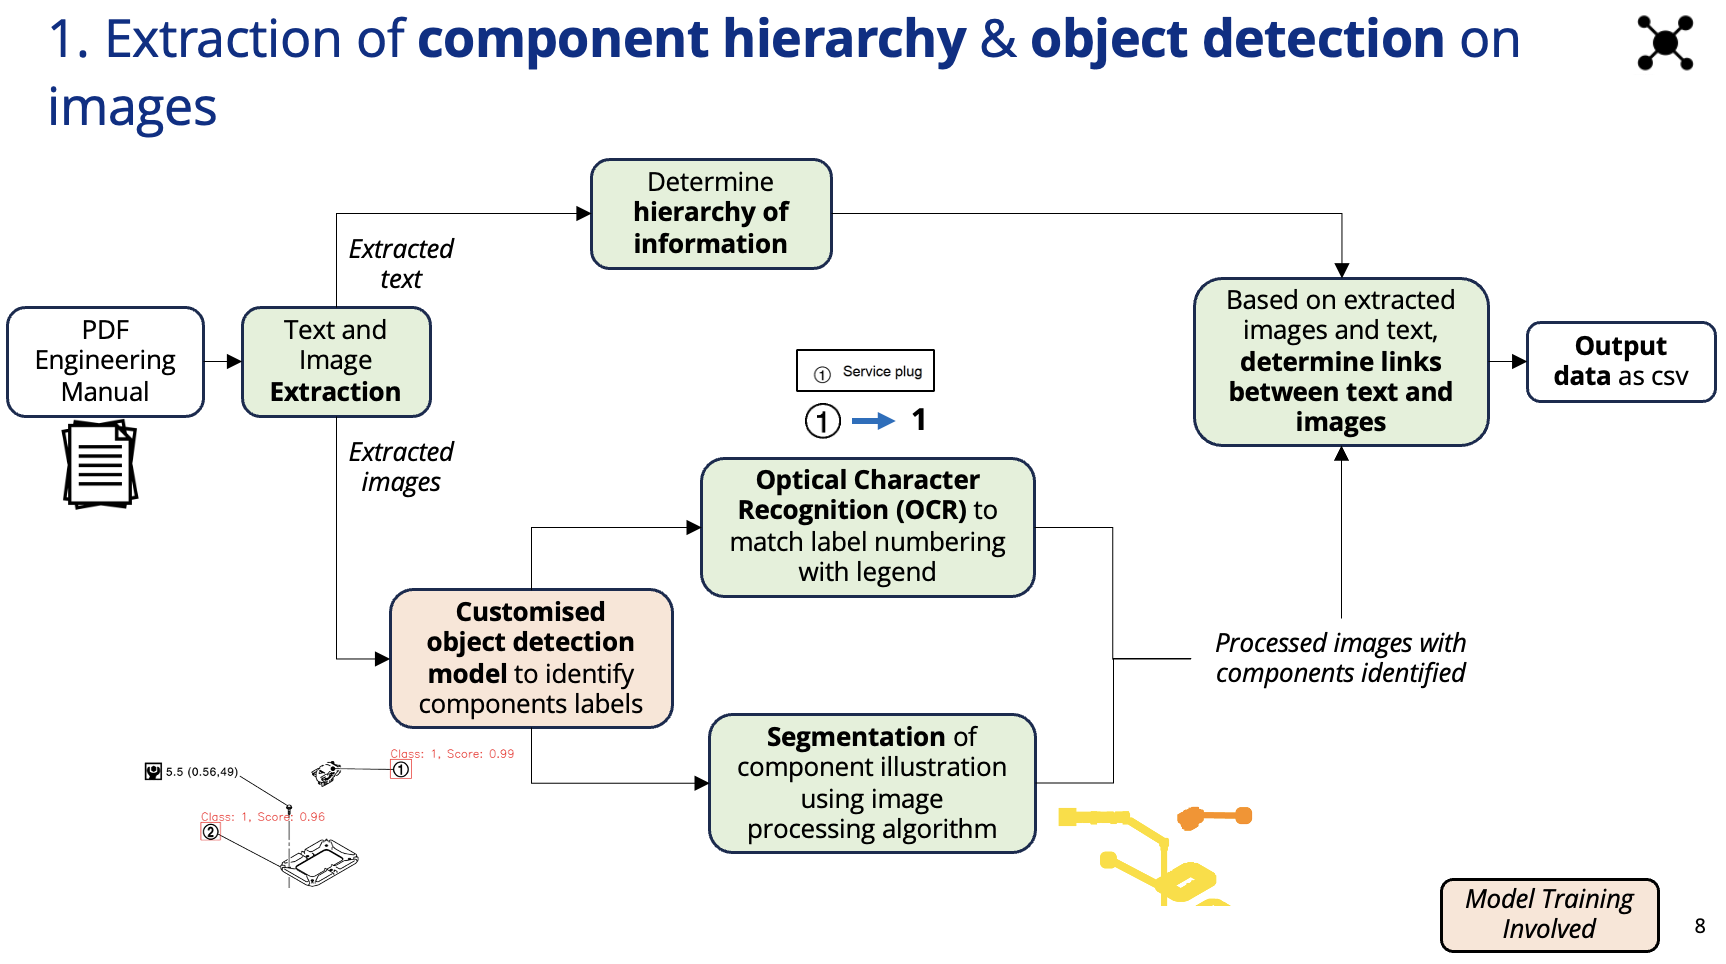 1. Extraction of component hierarchy & object detection on
images
Determine
hierarchy of
information
Extracted
text
PDF
Engineering
Manual
Text and
Image
Extraction
Based on extracted
images and text,
determine links
between text and
images
Output
data as csv
① Service plug
① 1
Extracted
images
Optical Character
Recognition (OCR) to
match label numbering
with legend
Customised
object detection
model to identify
components labels
Processed images with
components identified
Segmentation of
component illustration
using image
processing algorithm
Class: 1, Score: 0.99
①
5.5 (0.56,49)
Class: 1, Score: 0.96
②
Model Training
Involved
8